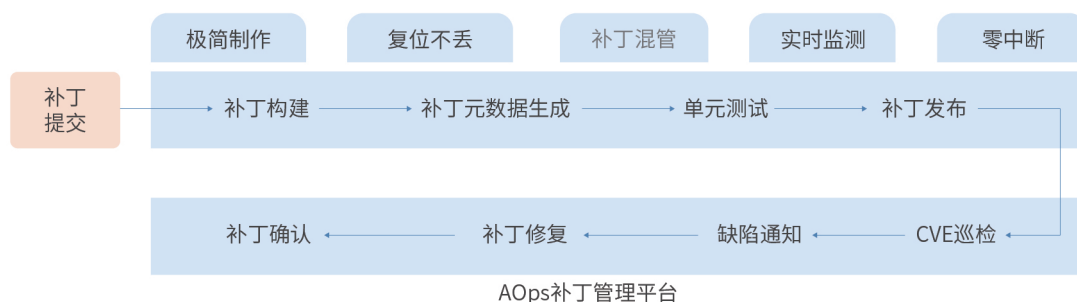 极简制作
复位不丢
补丁混管
实时监测
零中断
补丁
提交
补丁构建
补丁元数据生成
单元测试
补丁发布
补丁确认
补丁修复
缺陷通知
CVE巡检
AOps补丁管理平台